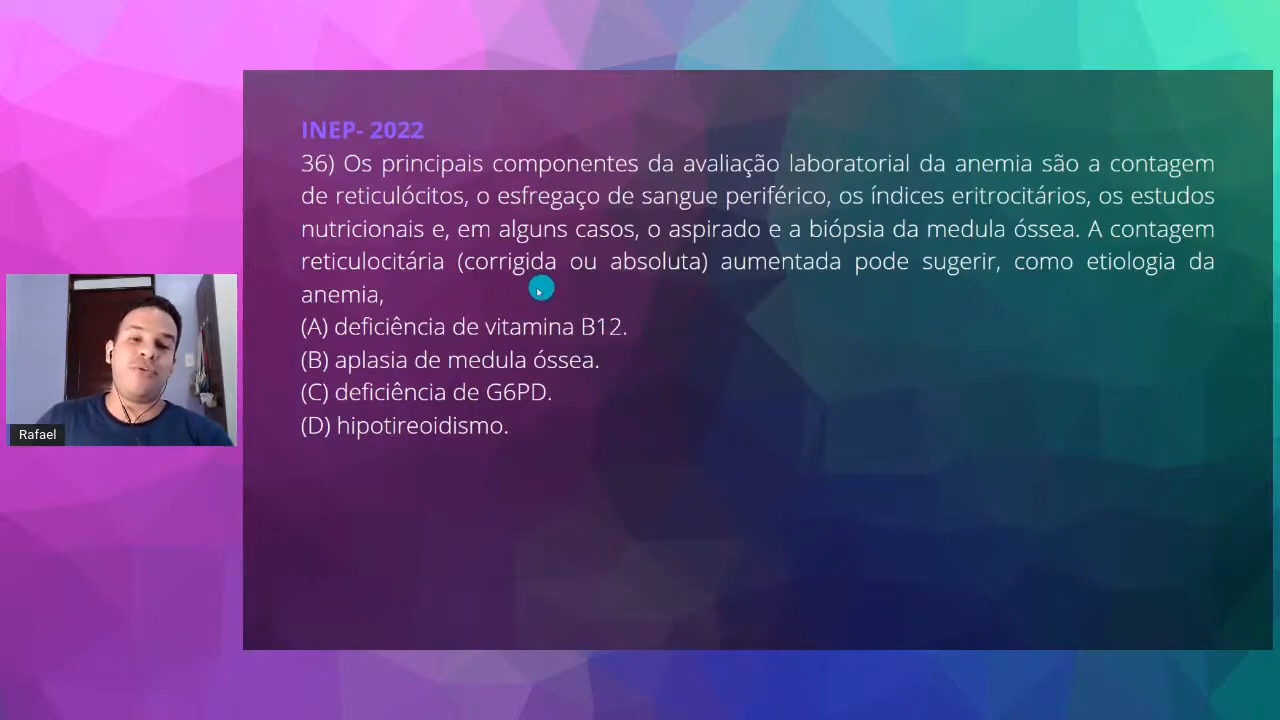 INEP- 2022
36) Os principais componentes da avaliação laboratorial da anemia são a contagem
de reticulócitos, o esfregaço de sangue periférico, os índices eritrocitários, os estudos
nutricionais e, em alguns casos, o aspirado e a biópsia da medula óssea. A contagem
reticulocitária (corrigida ou absoluta) aumentada pode sugerir, como etiologia da
anemia,
(A) deficiência de vitamina B12.
(B) aplasia de medula óssea.
(C) deficiência de G6PD.
(D) hipotireoidismo.
Rafael